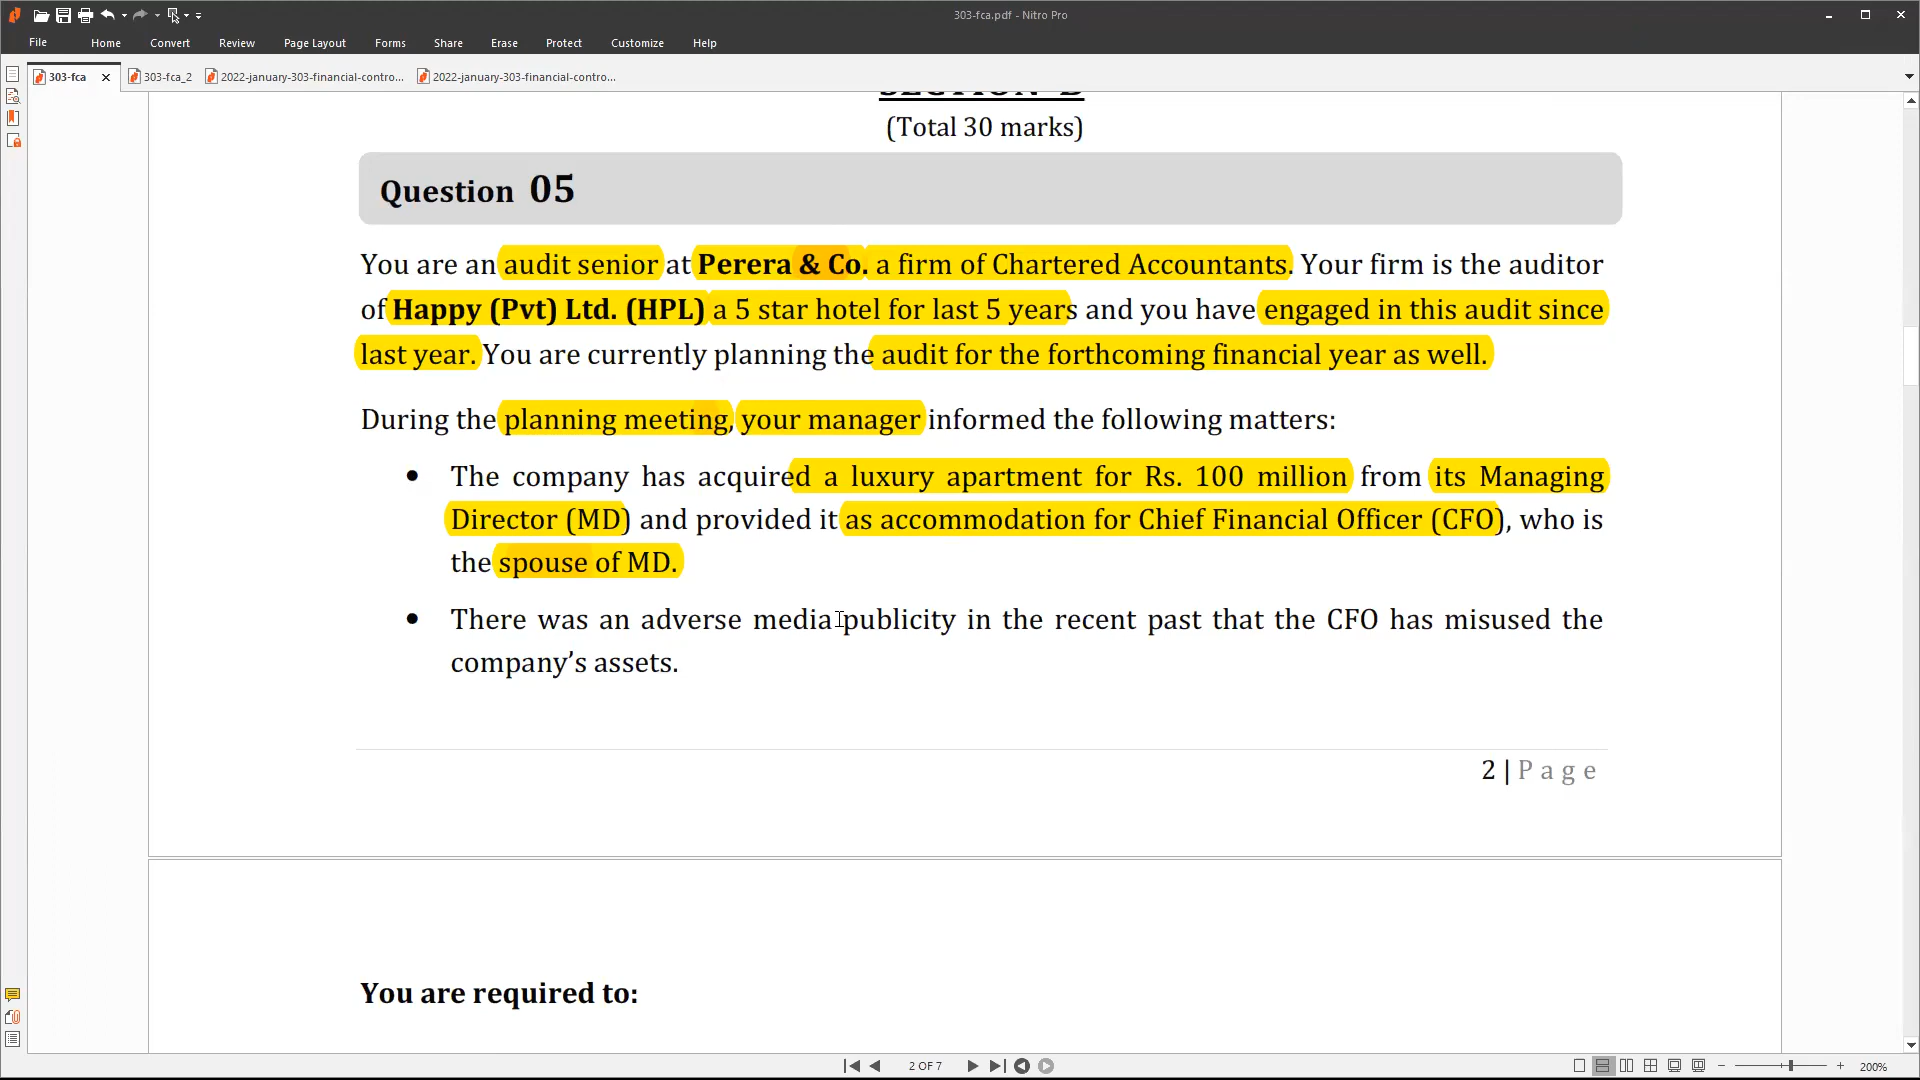 303-fca.pdf - Nitro Pro
File Home Convert Review Page Layout Forms Share Erase Protect Customize Help
303-fca 303-fca_2 2022-january-303-financial-contro... 2022-january-303-financial-contro...
(Total 30 marks)
Question 05
You are an audit senior at Perera & Co. a firm of Chartered Accountants. Your firm is the auditor
of Happy (Pvt) Ltd. (HPL) a 5 star hotel for last 5 years and you have engaged in this audit since
last year. You are currently planning the audit for the forthcoming financial year as well.
During the planning meeting, your manager informed the following matters:
• The company has acquired a luxury apartment for Rs. 100 million from its Managing
Director (MD) and provided it as accommodation for Chief Financial Officer (CFO), who is
the spouse of MD.
• There was an adverse media publicity in the recent past that the CFO has misused the
company’s assets.
2 | P a g e
You are required to:
2 OF 7
200%